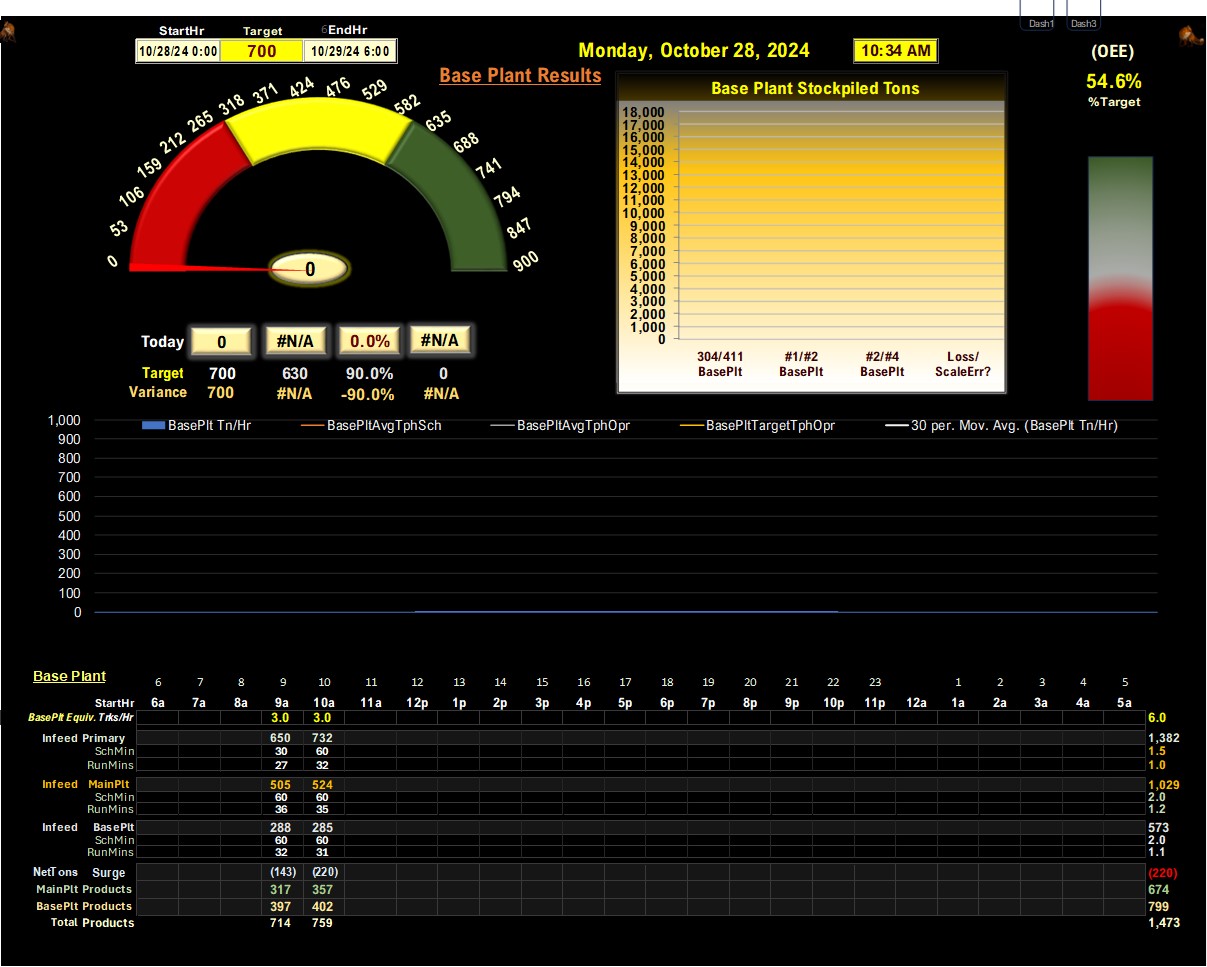 Dash1 Dash3
StartHr Target 6EndHr
10/28/24 0:00 700 10/29/24 6:00
Monday, October 28, 2024 10:34 AM (OEE)
54.6%
%Target
Base Plant Results
0 53 106 159 212 265 318 371 424 476 529 582 635 688 741 794 847 900
0
Base Plant Stockpiled Tons
18,000
17,000
16,000
15,000
14,000
13,000
12,000
11,000
10,000
9,000
8,000
7,000
6,000
5,000
4,000
3,000
2,000
1,000
0
304/411 #1/#2 #2/#4 Loss/
BasePlt BasePlt BasePlt ScaleErr?
Today 0 #N/A 0.0% #N/A
Target 700 630 90.0% 0
Variance 700 #N/A -90.0% #N/A
BasePlt Tn/Hr BasePltAvgTphSch BasePltAvgTphOpr BasePltTargetTphOpr 30 per. Mov. Avg. (BasePlt Tn/Hr)
1,000
900
800
700
600
500
400
300
200
100
0
Base Plant 6 7 8 9 10 11 12 13 14 15 16 17 18 19 20 21 22 23 1 2 3 4 5
StartHr 6a 7a 8a 9a 10a 11a 12p 1p 2p 3p 4p 5p 6p 7p 8p 9p 10p 11p 12a 1a 2a 3a 4a 5a
BasePlt Equiv. Trks/Hr 3.0 3.0 6.0
Infeed Primary 650 732 1,382
SchMin 30 60 1.5
RunMins 27 32 1.0
Infeed MainPlt 505 524 1,029
SchMin 60 60 2.0
RunMins 36 35 1.2
Infeed BasePlt 288 285 573
SchMin 60 60 2.0
RunMins 32 31 1.1
NetTons Surge (143) (220) (220)
MainPlt Products 317 357 674
BasePlt Products 397 402 799
Total Products 714 759 1,473